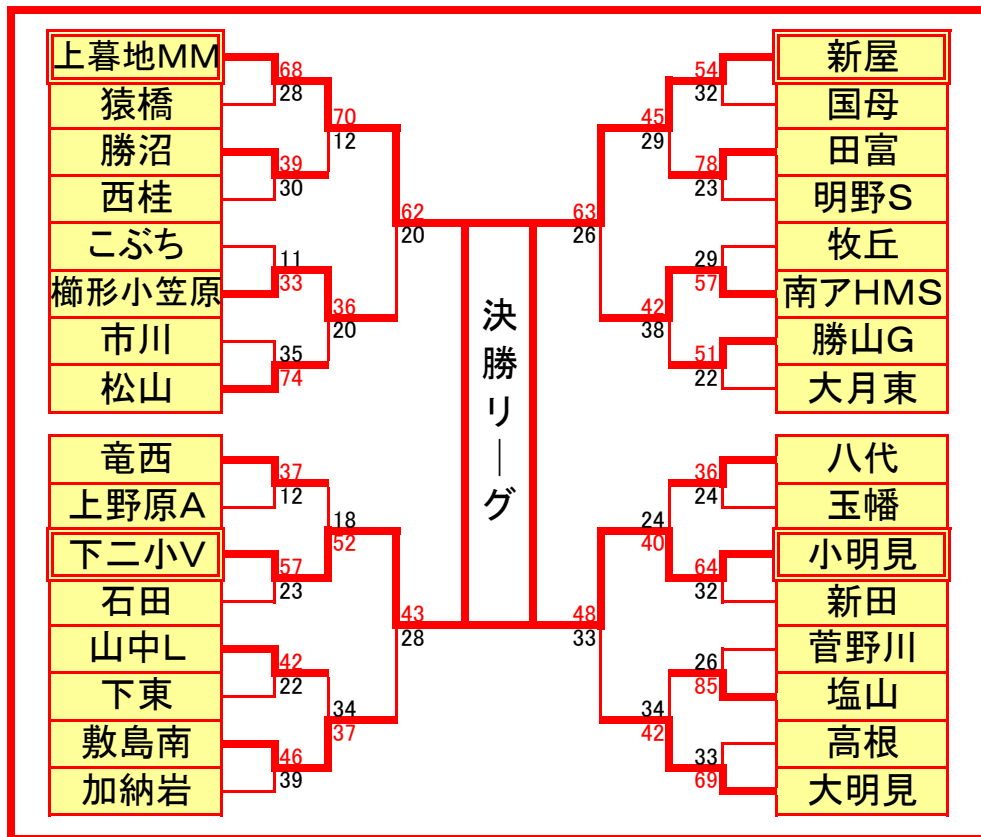 上暮地MM
猿橋
勝沼
西桂
こぶち
櫛形小笠原
市川
松山
68
28
39
30
11
33
35
74
70
12
36
20
62
20
竜西
上野原A
下二小V
石田
山中L
下東
敷島南
加納岩
37
12
57
23
42
22
46
39
18
52
34
37
43
28
決勝リーグ
新屋
国母
田富
明野S
牧丘
南アHMS
勝山G
大月東
54
32
78
23
29
57
51
22
45
29
42
38
63
26
八代
玉幡
小明見
新田
菅野川
塩山
高根
大明見
36
24
64
32
26
85
33
69
24
40
34
42
48
33